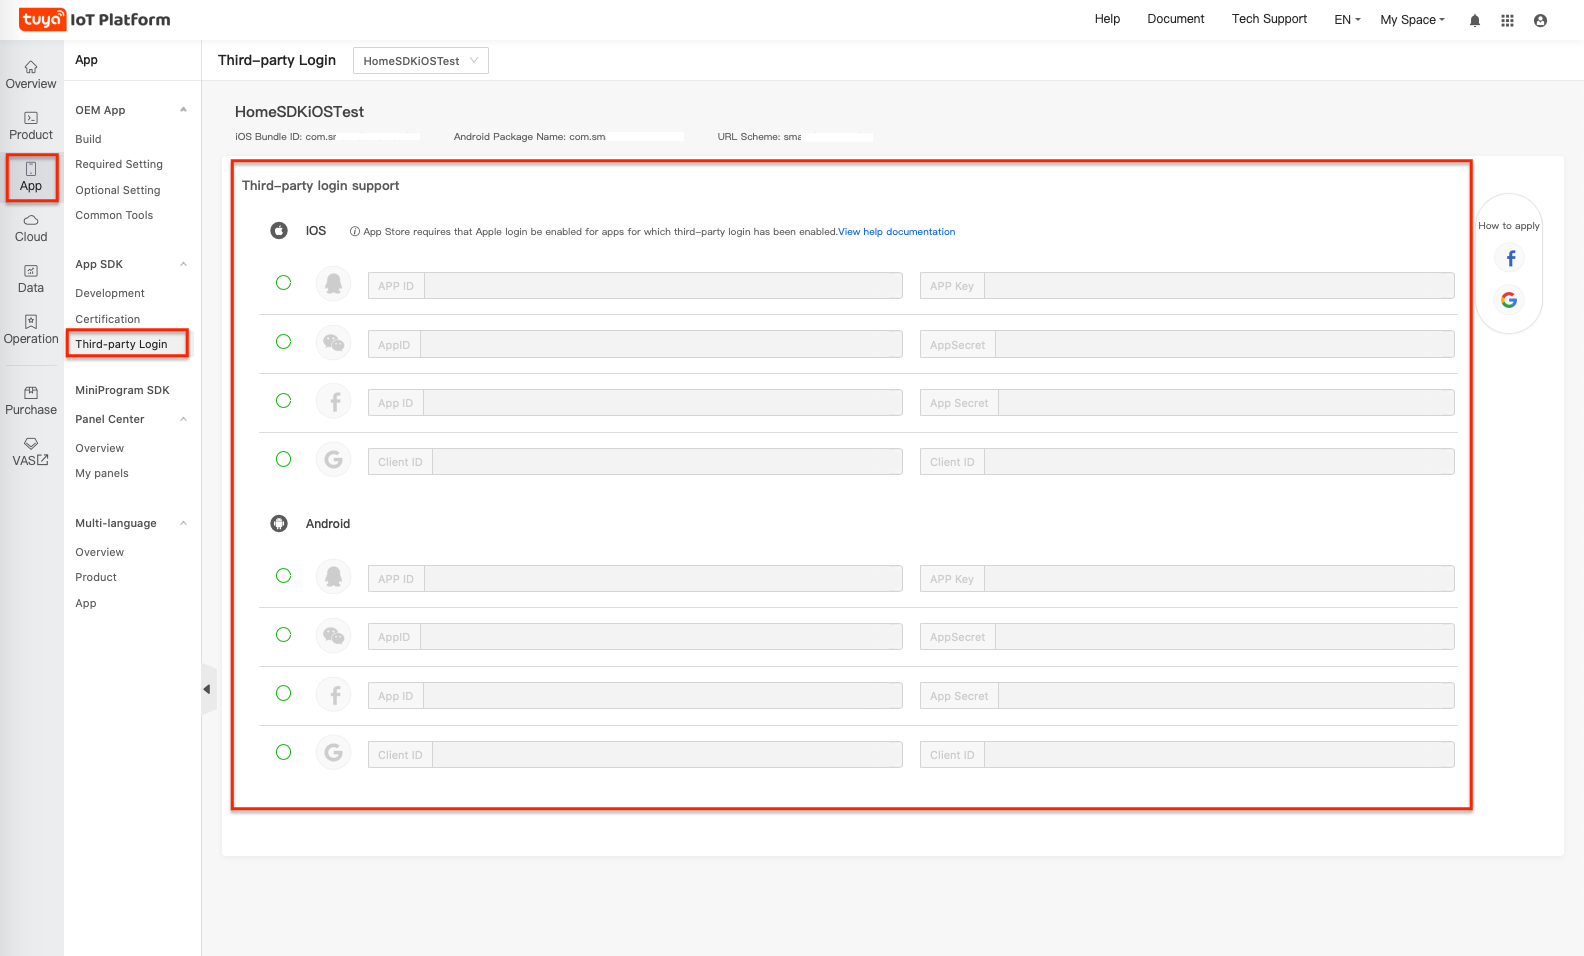 tuya IoT Platform
Help Document Tech Support EN My Space
Overview
Product
App
Cloud
Data
Operation
Purchase
VAS
App
OEM App
Build
Required Setting
Optional Setting
Common Tools
App SDK
Development
Certification
Third-party Login
MiniProgram SDK
Panel Center
Overview
My panels
Multi-language
Overview
Product
App
Third-party Login HomeSDKiOSTest
HomeSDKiOSTest
iOS Bundle ID: com.sr Android Package Name: com.sm URL Scheme: sma
Third-party login support
IOS App Store requires that Apple login be enabled for apps for which third-party login has been enabled.View help documentation
APP ID APP Key
AppID AppSecret
App ID App Secret
Client ID Client ID
Android
APP ID APP Key
AppID AppSecret
App ID App Secret
Client ID Client ID
How to apply